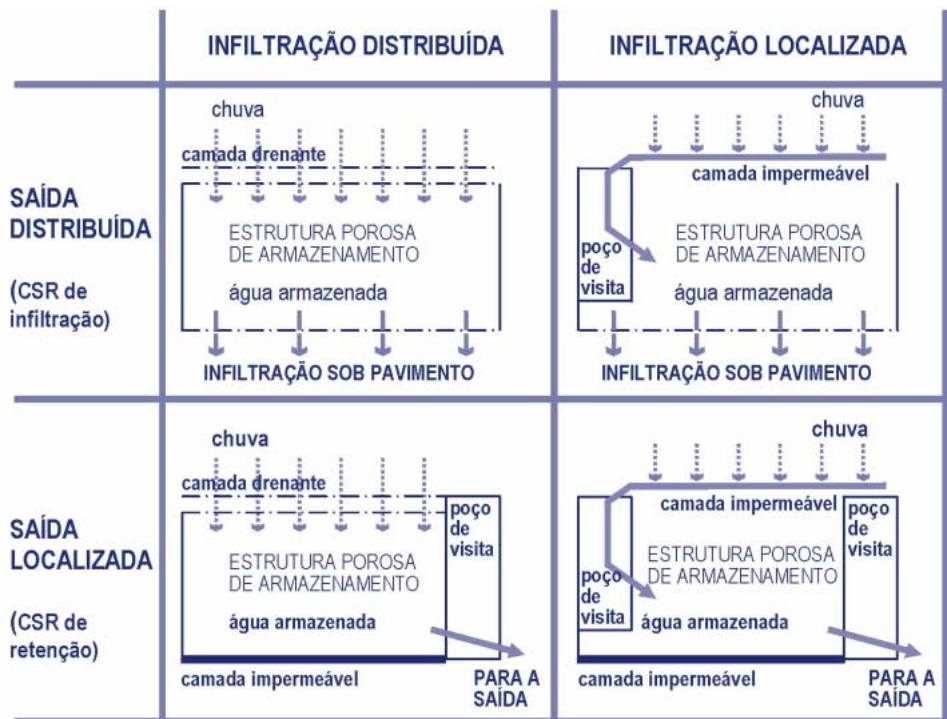 INFILTRAÇÃO DISTRIBUÍDA
INFILTRAÇÃO LOCALIZADA
SAÍDA
DISTRIBUÍDA
(CSR de
infiltração)
chuva
camada drenante
ESTRUTURA POROSA
DE ARMAZENAMENTO
água armazenada
INFILTRAÇÃO SOB PAVIMENTO
chuva
camada impermeável
poço
de
visita
ESTRUTURA POROSA
DE ARMAZENAMENTO
água armazenada
INFILTRAÇÃO SOB PAVIMENTO
SAÍDA
LOCALIZADA
(CSR de
retenção)
chuva
camada drenante
poço
de
visita
ESTRUTURA POROSA
DE ARMAZENAMENTO
água armazenada
camada impermeável
PARA A
SAÍDA
chuva
camada impermeável
poço
de
visita
poço
de
visita
ESTRUTURA POROSA
DE ARMAZENAMENTO
água armazenada
camada impermeável
PARA A
SAÍDA